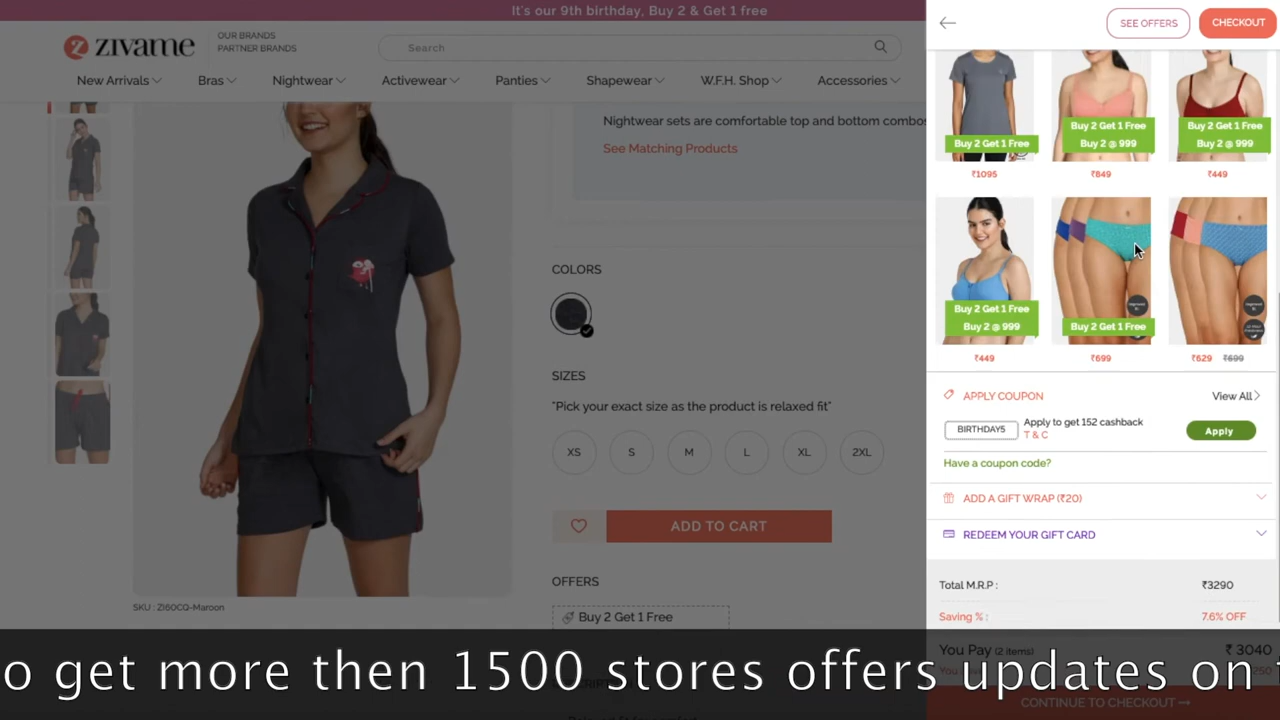 It's our 9th birthday, Buy 2 & Get 1 free
zivame
OUR BRANDS
PARTNER BRANDS
Search
New Arrivals
Bras
Nightwear
Activewear
Panties
Shapewear
W.F.H. Shop
Accessories
Nightwear sets are comfortable top and bottom combos
See Matching Products
COLORS
SIZES
"Pick your exact size as the product is relaxed fit"
XS S M L XL 2XL
ADD TO CART
OFFERS
Buy 2 Get 1 Free
SKU : ZI60CQ-Maroon
SEE OFFERS
CHECKOUT
Buy 2 Get 1 Free
₹1095
Buy 2 Get 1 Free
Buy 2 @ 999
₹849
Buy 2 Get 1 Free
Buy 2 @ 999
₹449
Buy 2 Get 1 Free
Buy 2 @ 999
₹449
Buy 2 Get 1 Free
₹699
₹629 ₹699
APPLY COUPON
View All
BIRTHDAY5
Apply to get 152 cashback
T & C
Apply
Have a coupon code?
ADD A GIFT WRAP (₹20)
REDEEM YOUR GIFT CARD
Total M.R.P : ₹3290
Saving % : 7.6% OFF
You Pay (2 items) ₹ 3040
CONTINUE TO CHECKOUT
o get more then 1500 stores offers updates on